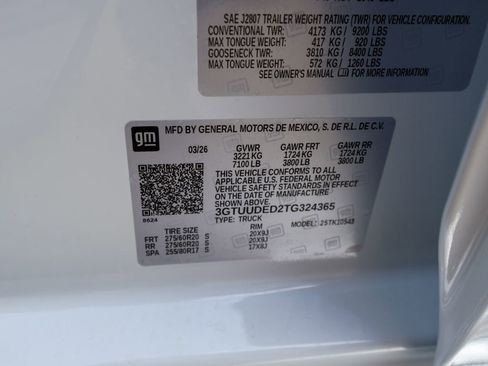 SAE J2807 TRAILER WEIGHT RATING (TWR) FOR VEHICLE CONFIGURATION.
CONVENTIONAL TWR: 4173 KG/ 9200 LBS
MAX TONGUE WEIGHT: 417 KG/ 920 LBS
GOOSENECK TWR: 3810 KG/ 8400 LBS
MAX TONGUE WEIGHT: 572 KG/ 1260 LBS
SEE OWNER'S MANUAL FOR MORE INFORMATION.
gm
MFD BY GENERAL MOTORS DE MEXICO, S. DE R.L. DE C.V.
03/26 GVWR GAWR FRT GAWR RR
3221 KG 1724 KG 1724 KG
7100 LB 3800 LB 3800 LB
THIS VEHICLE CONFORMS TO ALL
APPLICABLE U.S. FEDERAL MOTOR
VEHICLE SAFETY STANDARDS IN
EFFECT ON THE DATE OF
MANUFACTURE SHOWN ABOVE.
3GTUUDED2TG324365
TYPE: TRUCK MODEL:
8624
TIRE SIZE RIM
FRT 275/60R20 S 20X9J
RR 275/60R20 S 20X9J
SPA 255/80R17 S 17X8J